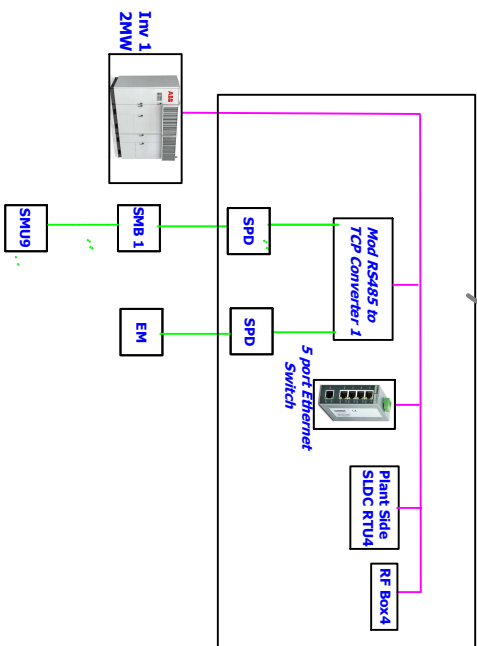 Inv 1
2MW
ABB
SMU9
SMB 1
SPD
Mod RS485 to
TCP Converter 1
EM
SPD
5 port Ethernet
Switch
Plant Side
SLDC RTU4
RF Box4